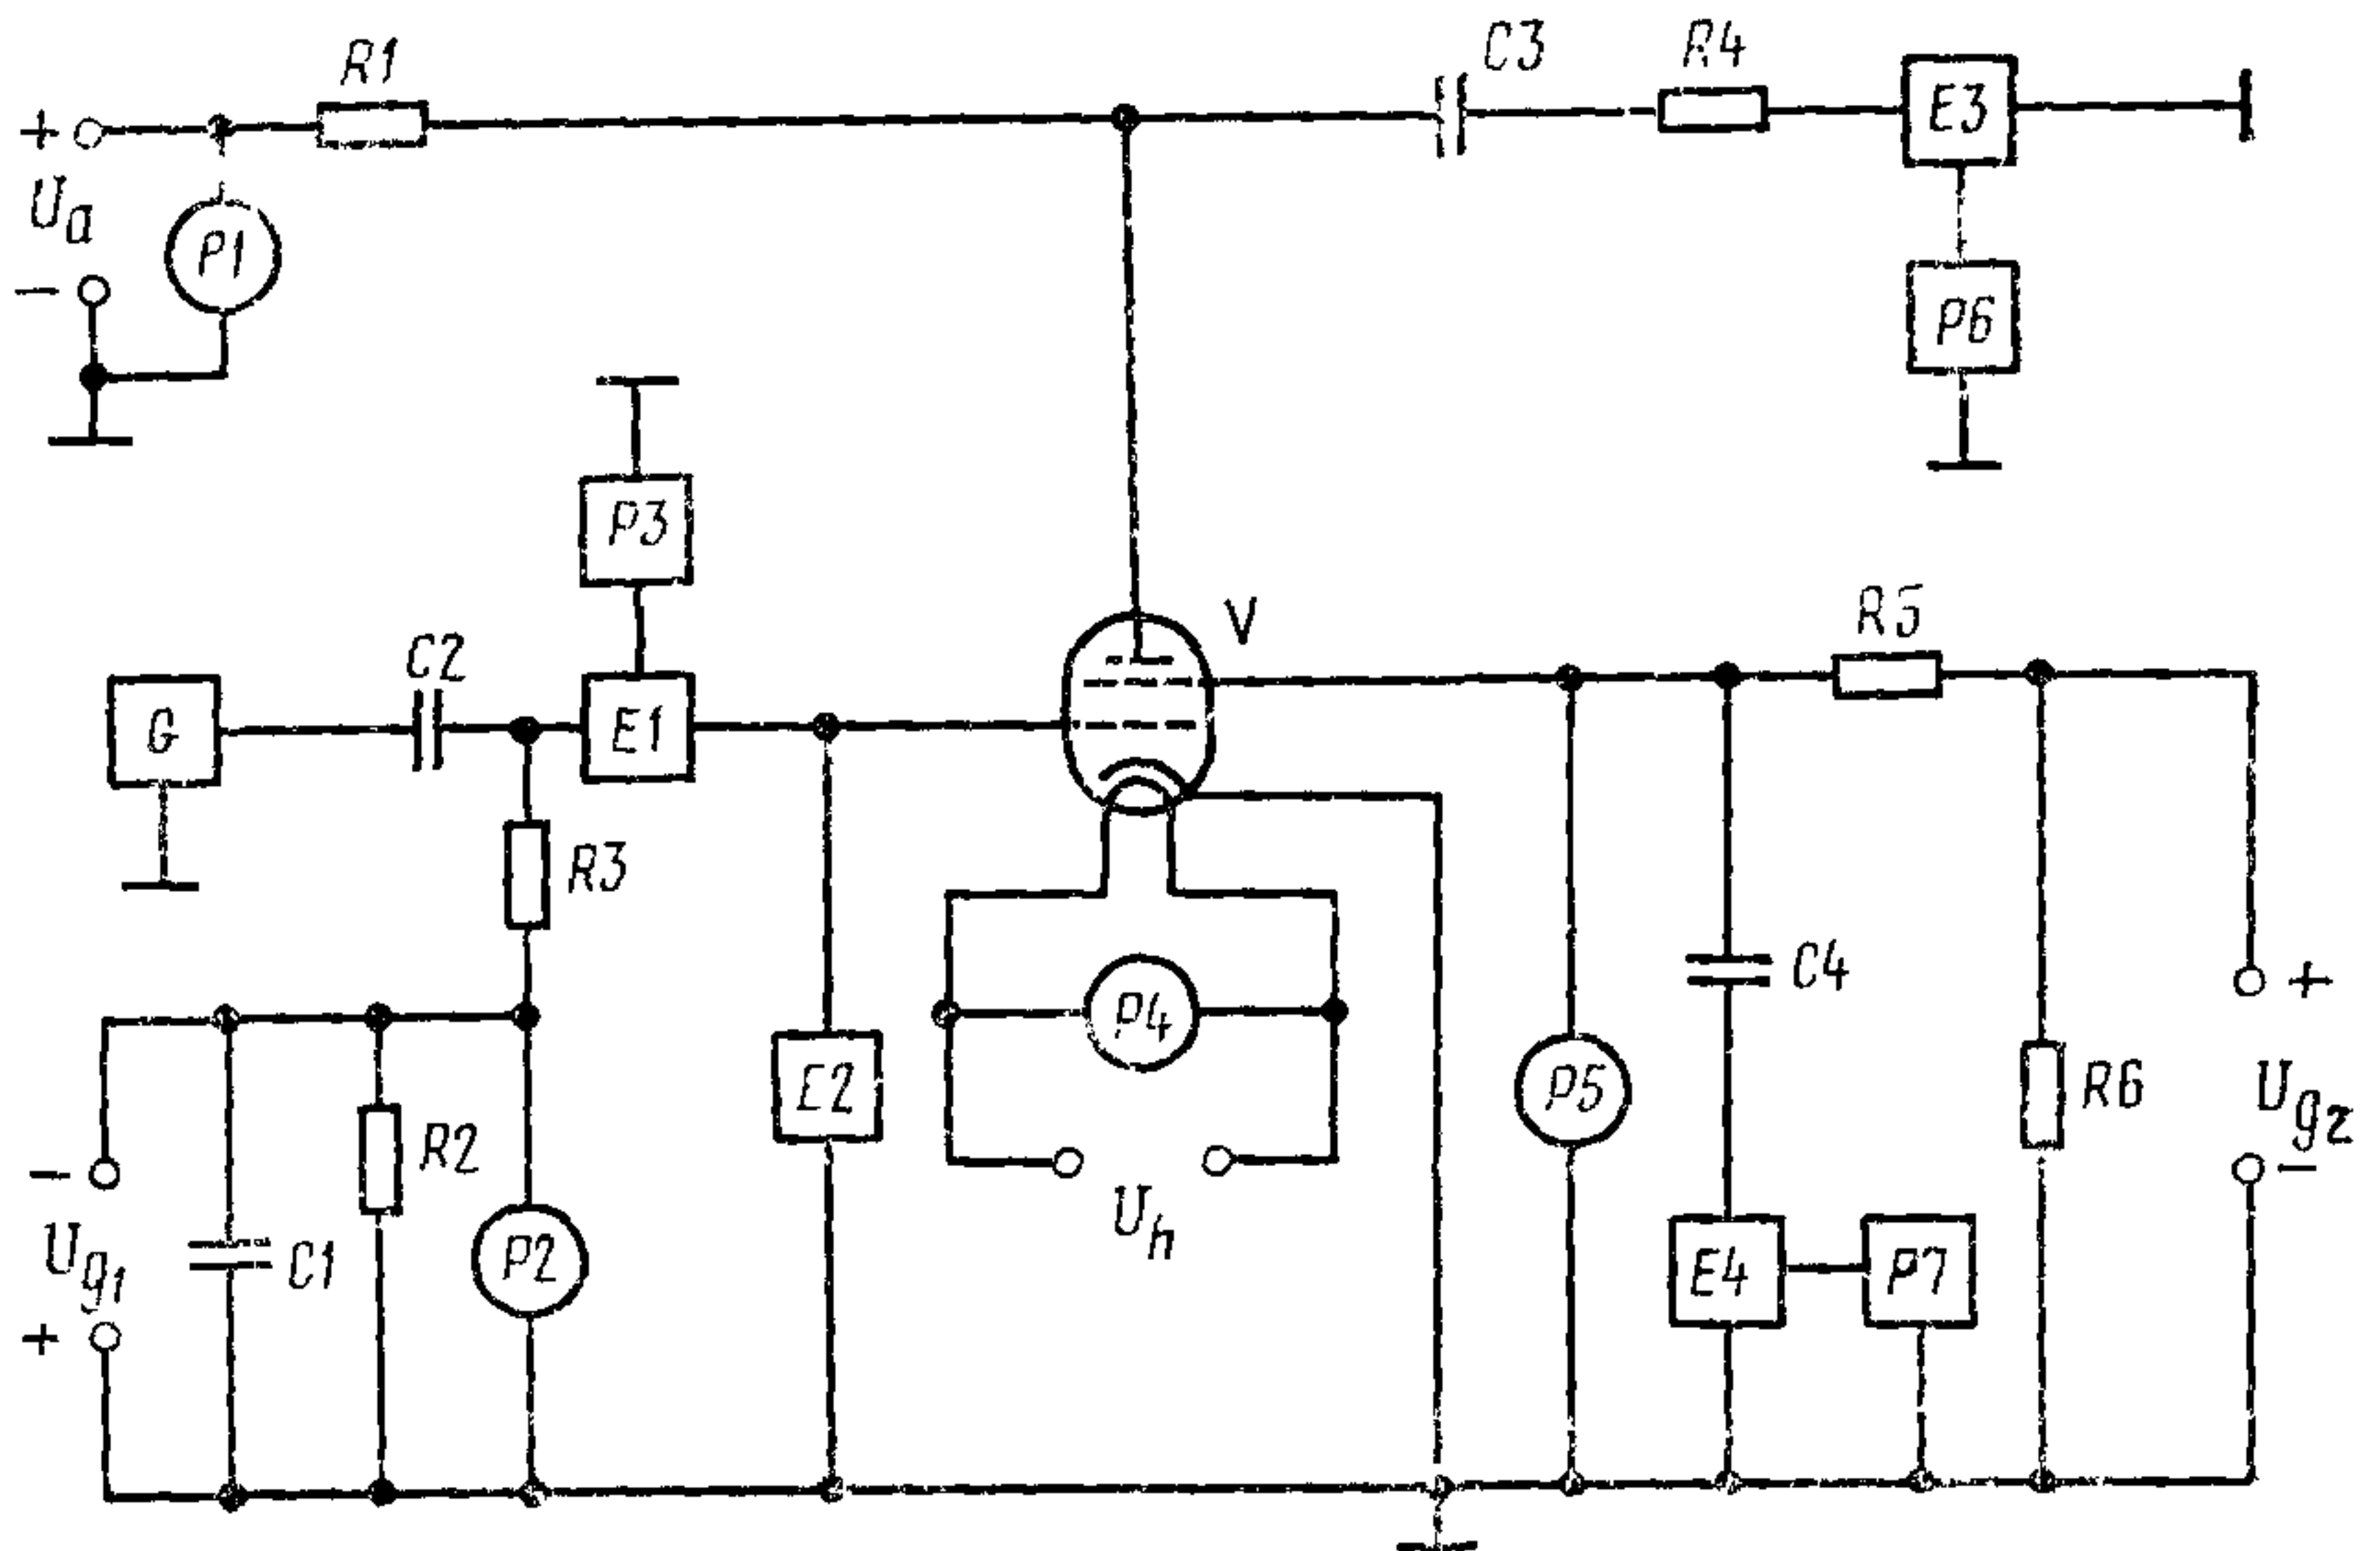 R1
C3
R4
E3
+
Ua
P1
−
P6
P3
V
R5
C2
G
E1
R3
P4
C4
+
P5
E2
R6
Ug2
−
R2
−
Uh
Ug1
C1
P2
E4
P7
+